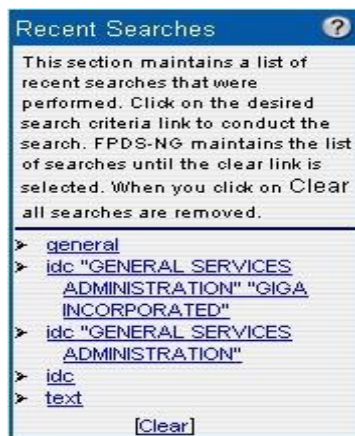 Recent Searches ?
This section maintains a list of
recent searches that were
performed. Click on the desired
search criteria link to conduct the
search. FPDS-NG maintains the list
of searches until the clear link is
selected. When you click on Clear
all searches are removed.
general
idc "GENERAL SERVICES
ADMINISTRATION" "GIGA
INCORPORATED"
idc "GENERAL SERVICES
ADMINISTRATION"
idc
text
[Clear]